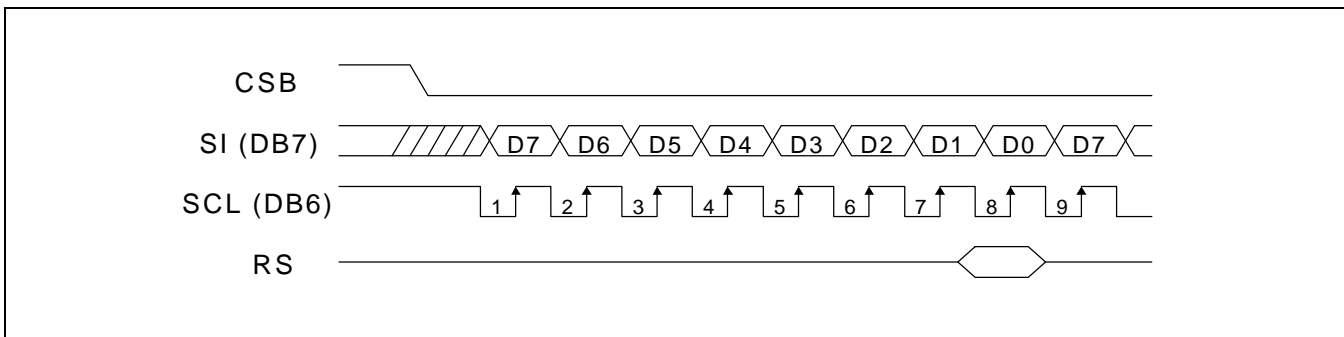 CSB
SI (DB7) D7 D6 D5 D4 D3 D2 D1 D0 D7
SCL (DB6) 1 2 3 4 5 6 7 8 9
RS